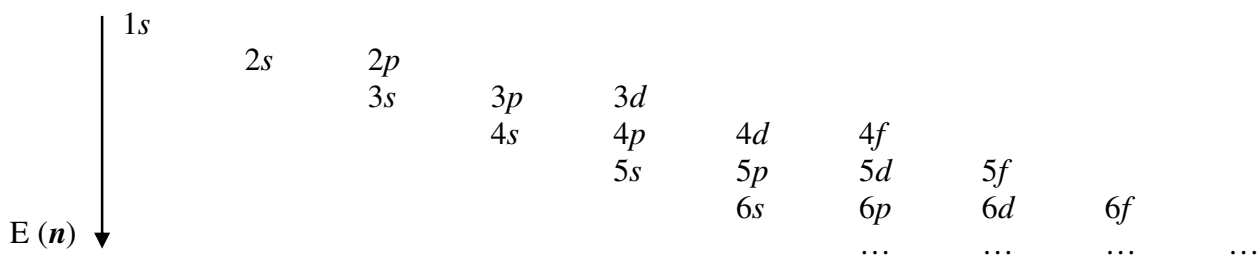 1s
2s 2p
3s 3p 3d
4s 4p 4d 4f
5s 5p 5d 5f
6s 6p 6d 6f
E (n)
... ... ... ...